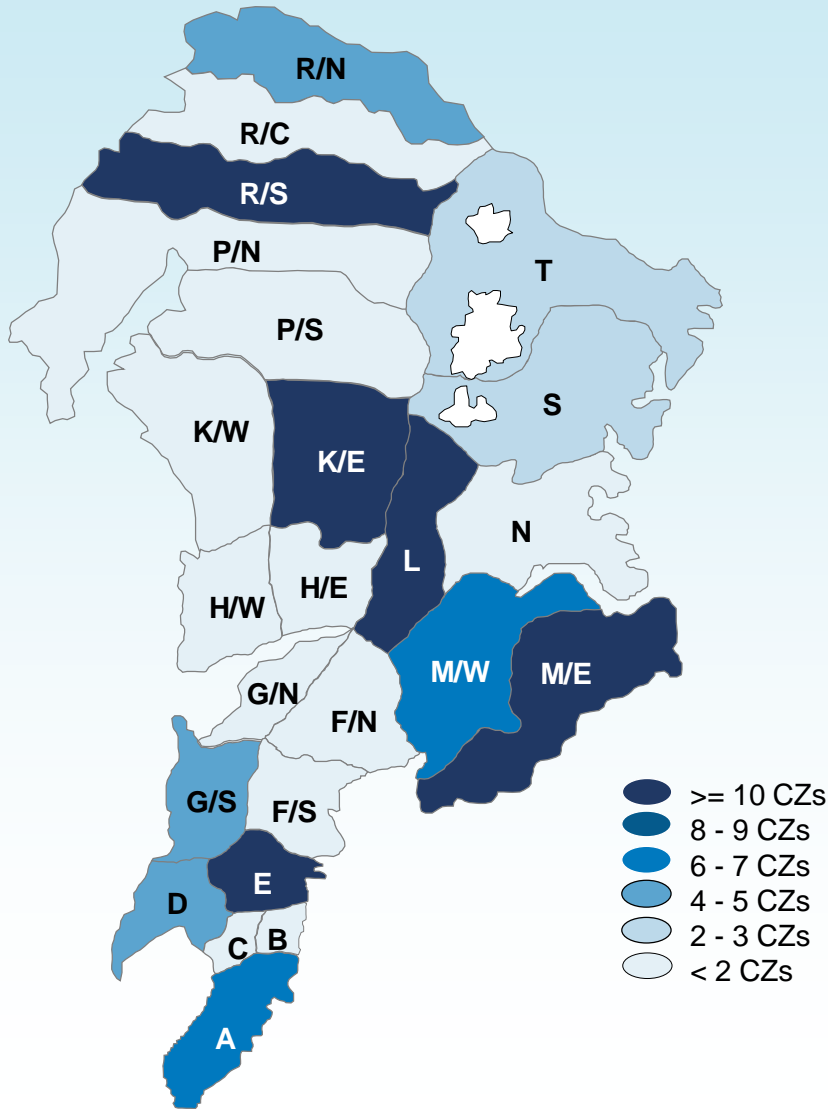 R/N
R/C
R/S
P/N
T
P/S
S
K/W
K/E
N
L
H/E
H/W
M/W
M/E
G/N
F/N
G/S
F/S
E
D
B
C
A
>= 10 CZs
8 - 9 CZs
6 - 7 CZs
4 - 5 CZs
2 - 3 CZs
< 2 CZs